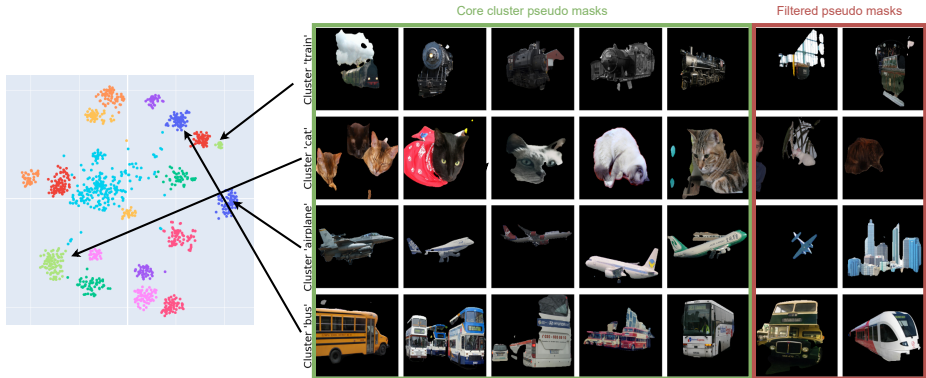 Core cluster pseudo masks
Filtered pseudo masks
Cluster 'train'
Cluster 'cat'
Cluster 'airplane'
Cluster 'bus'